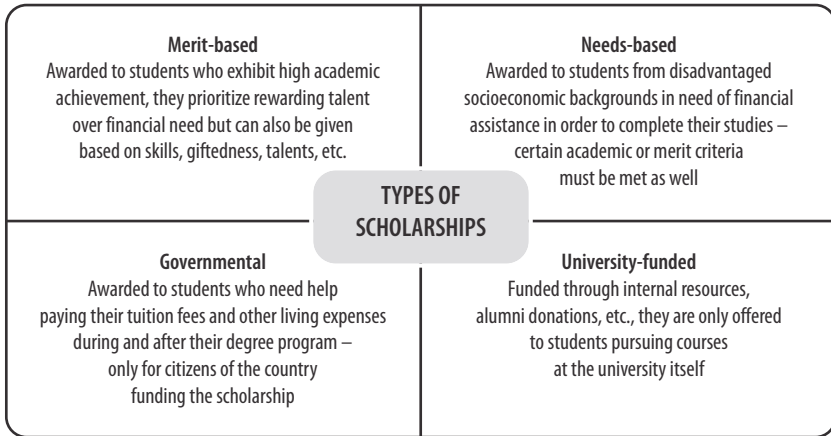 Merit-based
Awarded to students who exhibit high academic
achievement, they prioritize rewarding talent
over financial need but can also be given
based on skills, giftedness, talents, etc.
Needs-based
Awarded to students from disadvantaged
socioeconomic backgrounds in need of financial
assistance in order to complete their studies –
certain academic or merit criteria
must be met as well
TYPES OF
SCHOLARSHIPS
Governmental
Awarded to students who need help
paying their tuition fees and other living expenses
during and after their degree program –
only for citizens of the country
funding the scholarship
University-funded
Funded through internal resources,
alumni donations, etc., they are only offered
to students pursuing courses
at the university itself